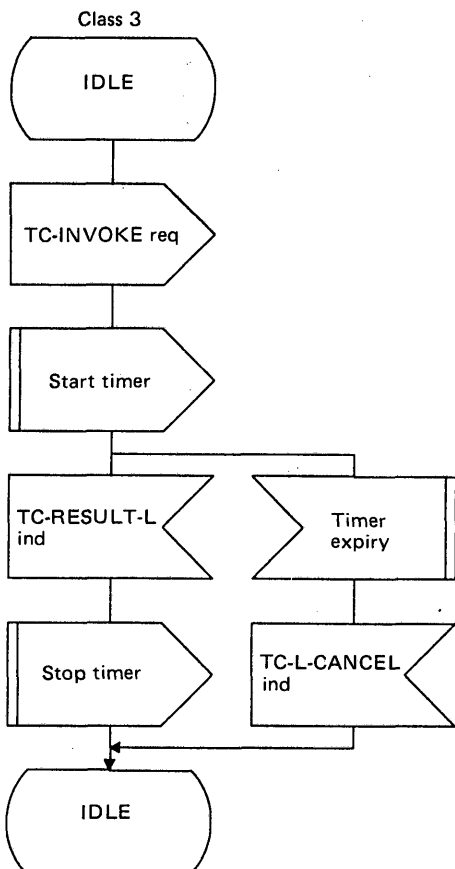 Class 3
IDLE
TC-INVOKE req
Start timer
TC-RESULT-L
ind
Timer
expiry
Stop timer
TC-L-CANCEL
ind
IDLE